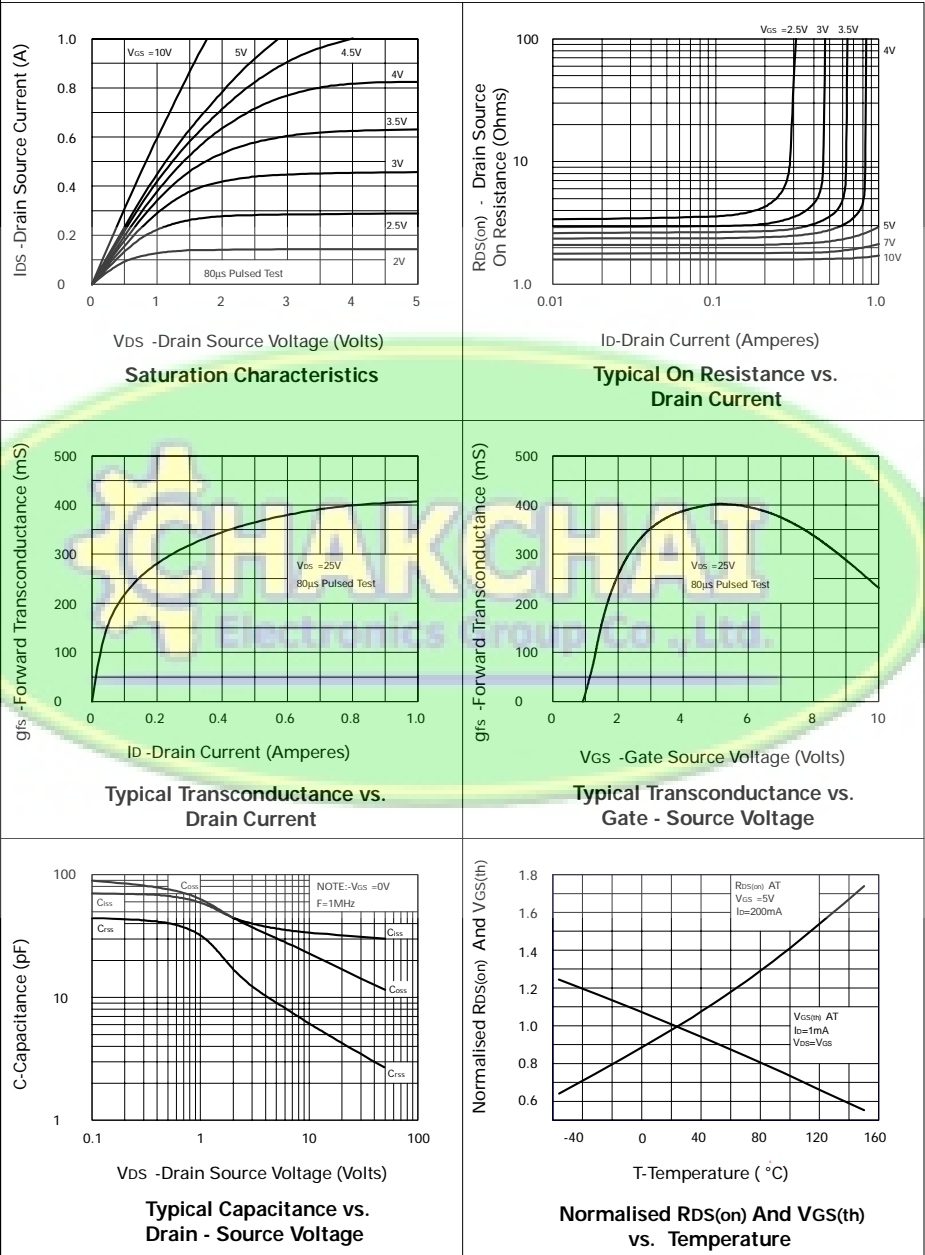 IDS -Drain Source Current (A)
1.0
0.8
0.6
0.4
0.2
0
VGS =10V
5V
4.5V
4V
3.5V
3V
2.5V
2V
80µs Pulsed Test
0 1 2 3 4 5
VDS -Drain Source Voltage (Volts)
Saturation Characteristics
RDS(on) - Drain Source
On Resistance (Ohms)
100
10
1.0
VGS =2.5V 3V 3.5V
4V
5V
7V
10V
0.01 0.1 1.0
ID-Drain Current (Amperes)
Typical On Resistance vs.
Drain Current
gfs -Forward Transconductance (mS)
500
400
300
200
100
0
VDS =25V
80µs Pulsed Test
0 0.2 0.4 0.6 0.8 1.0
ID -Drain Current (Amperes)
Typical Transconductance vs.
Drain Current
gfs -Forward Transconductance (mS)
500
400
300
200
100
0
VDS =25V
80µs Pulsed Test
0 2 4 6 8 10
VGS -Gate Source Voltage (Volts)
Typical Transconductance vs.
Gate - Source Voltage
CHAKCHAI
Electronics Group Co .,Ltd.
C-Capacitance (pF)
100
10
1
Coss
Ciss
Crss
NOTE:-VGS =0V
F=1MHz
Ciss
Coss
Crss
0.1 1 10 100
VDS -Drain Source Voltage (Volts)
Typical Capacitance vs.
Drain - Source Voltage
Normalised RDS(on) And VGS(th)
1.8
1.6
1.4
1.2
1.0
0.8
0.6
RDS(on) AT
VGS =5V
ID=200mA
VGS(th) AT
ID=1mA
VDS=VGS
-40 0 40 80 120 160
T-Temperature ( °C)
Normalised RDS(on) And VGS(th)
vs. Temperature